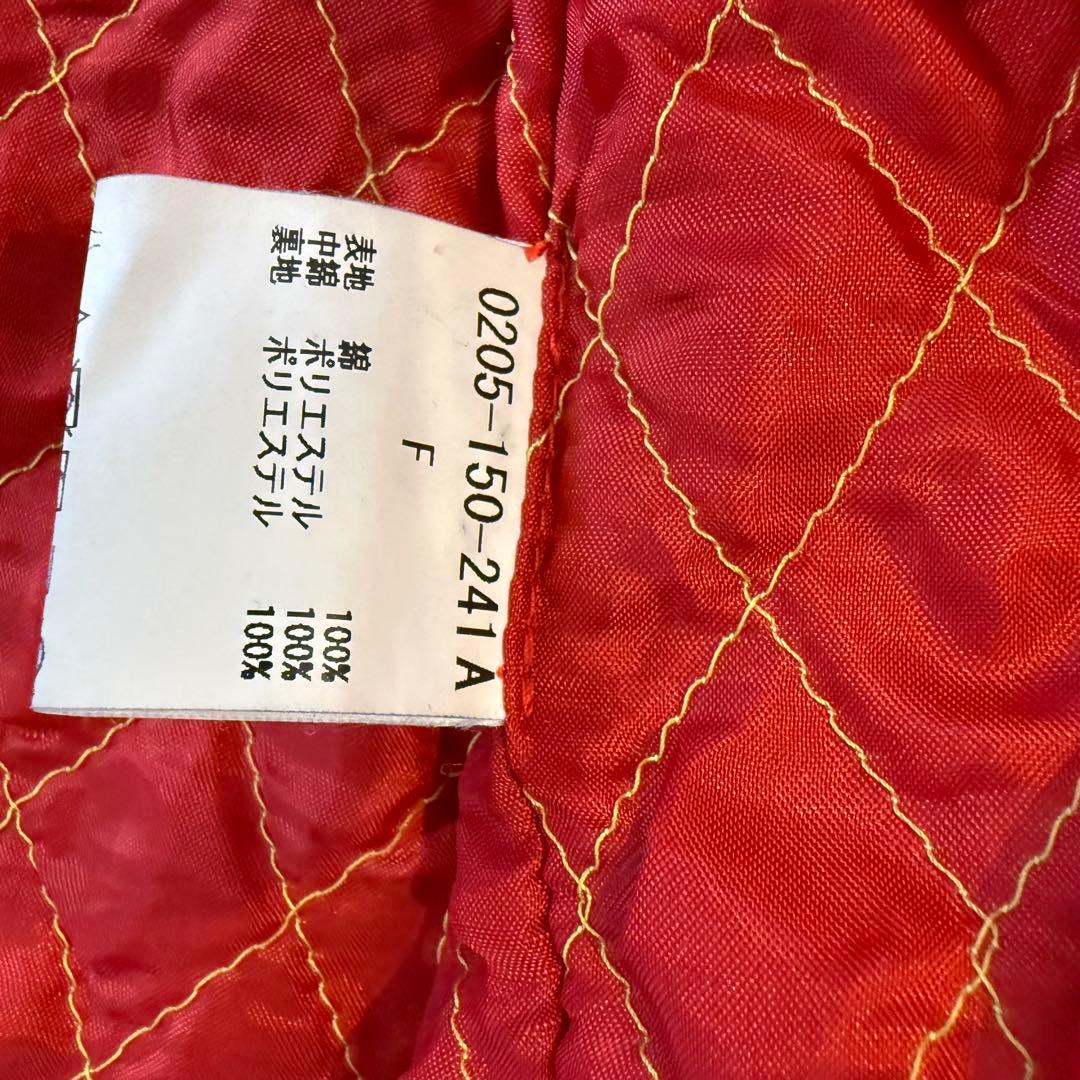 0205-150-241 A
F
表地 綿 100%
中綿 ポリエステル 100%
裏地 ポリエステル 100%